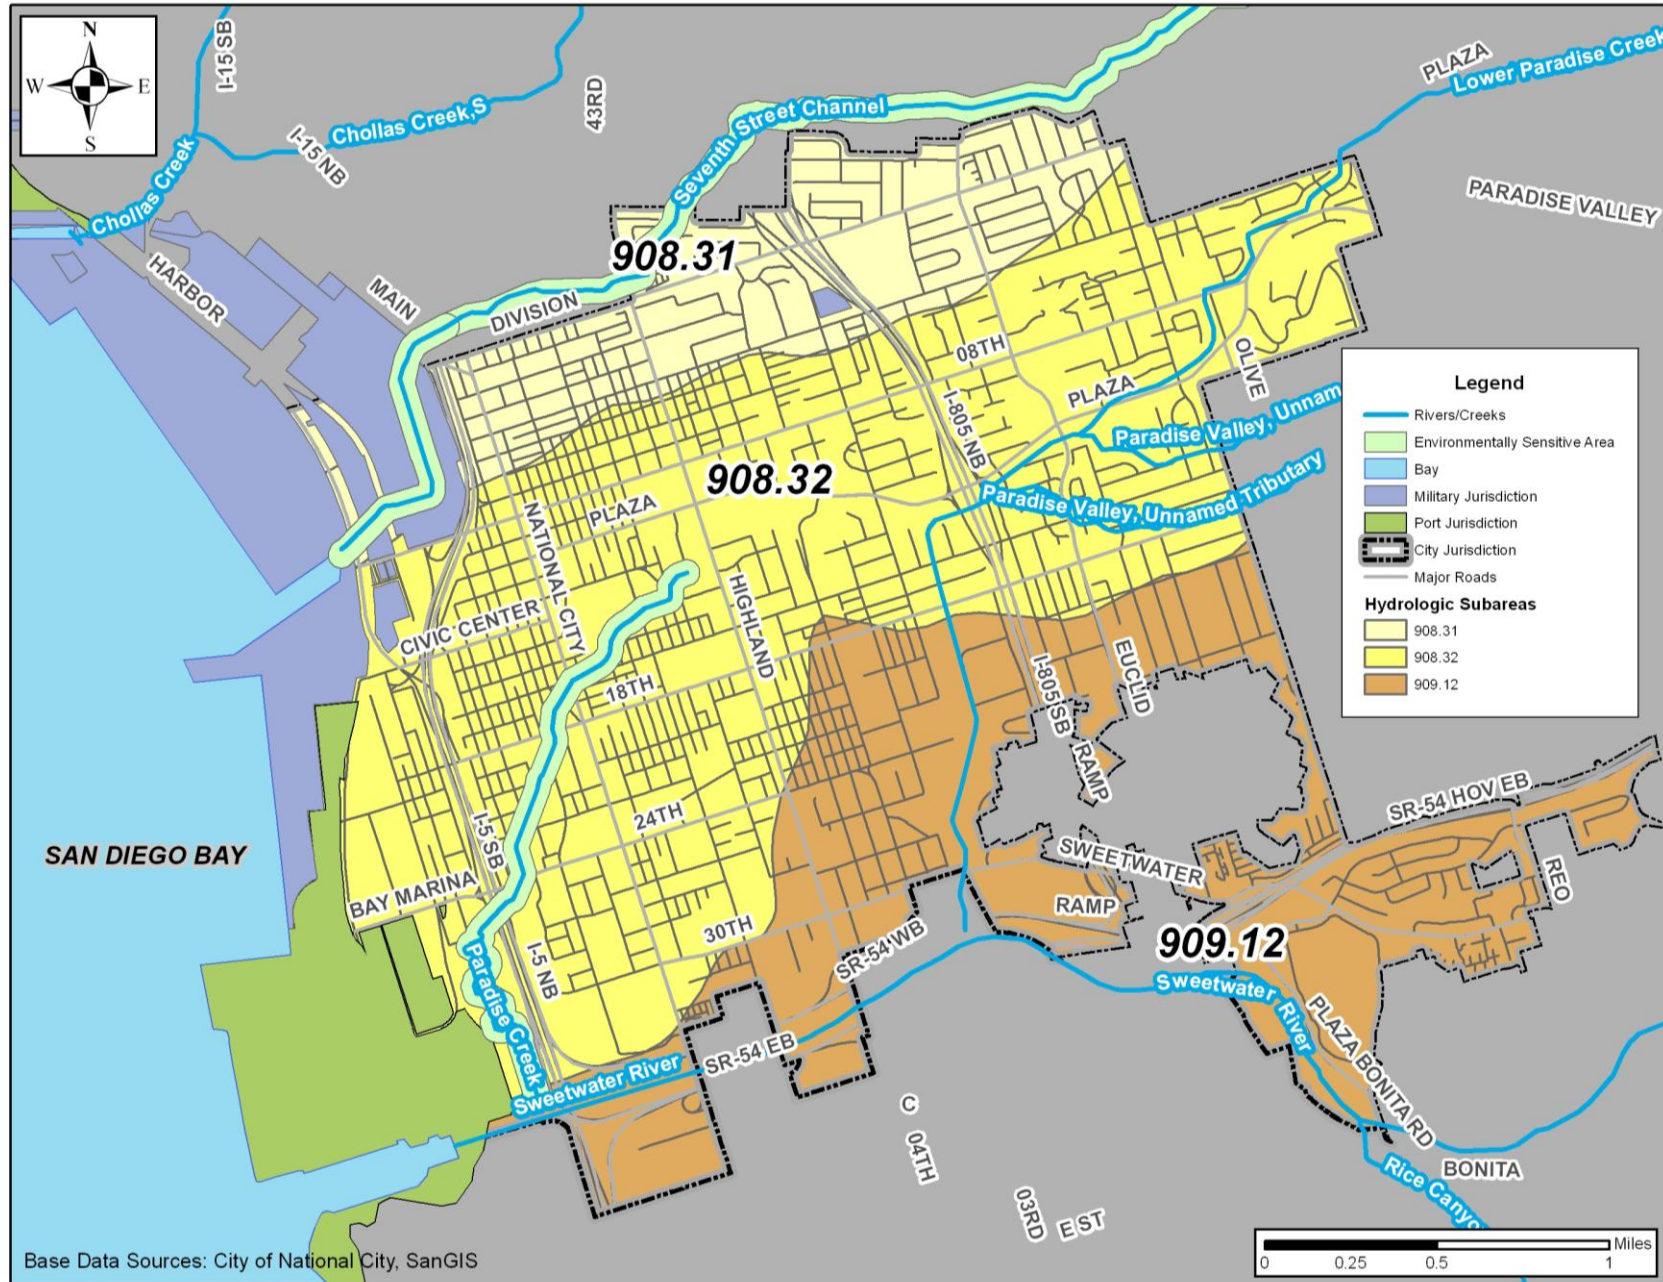 N
W
E
S
I-15 SB
43RD
PLAZA
Lower Paradise Creek
Chollas Creek,S
I-15 NB
Seventh Street Channel
Chollas Creek
PARADISE VALLEY
908.31
HARBOR
MAIN
DIVISION
08TH
OLIVE
PLAZA
I-805 NB
Paradise Valley, Unnam
908.32
Paradise Valley, Unnamed Tributary
PLAZA
NATIONAL CITY
HIGHLAND
CIVIC CENTER
18TH
EUCLID
I-805 SB
RAMP
24TH
I-5 SB
SAN DIEGO BAY
BAY MARINA
SR-54 HOV EB
SWEETWATER
REO
RAMP
30TH
SR-54 WB
909.12
I-5 NB
Paradise Creek
Sweetwater River
PLAZA BONITA RD
SR-54 EB
Sweetwater River
C
04TH
03RD
E ST
BONITA
Rice Canyo
Legend
Rivers/Creeks
Environmentally Sensitive Area
Bay
Military Jurisdiction
Port Jurisdiction
City Jurisdiction
Major Roads
Hydrologic Subareas
908.31
908.32
909.12
Base Data Sources: City of National City, SanGIS
Miles
0 0.25 0.5 1